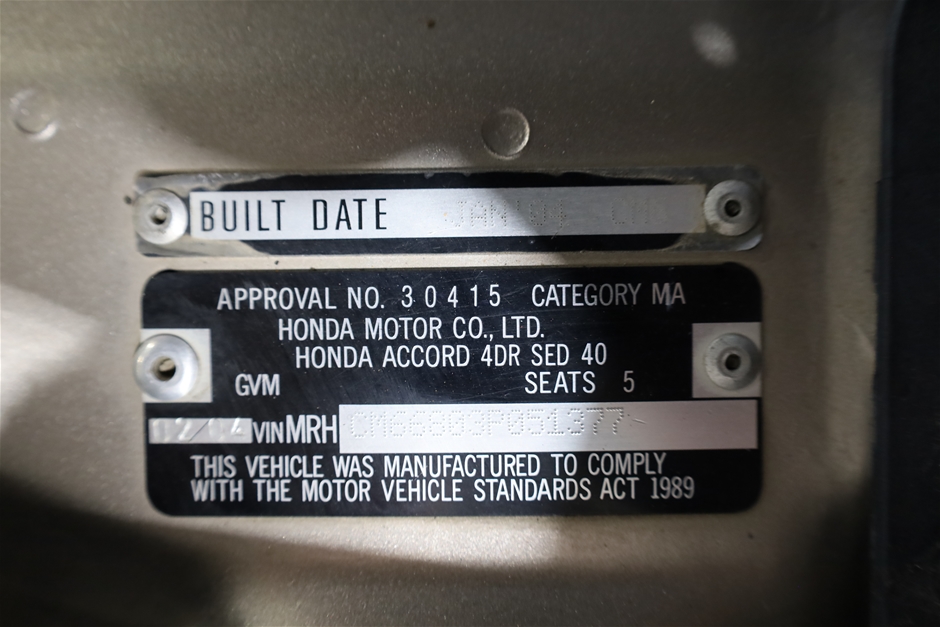 BUILT DATE
APPROVAL NO. 30415 CATEGORY MA
HONDA MOTOR CO., LTD.
HONDA ACCORD 4DR SED 40
GVM SEATS 5
VIN MRH
THIS VEHICLE WAS MANUFACTURED TO COMPLY
WITH THE MOTOR VEHICLE STANDARDS ACT 1989